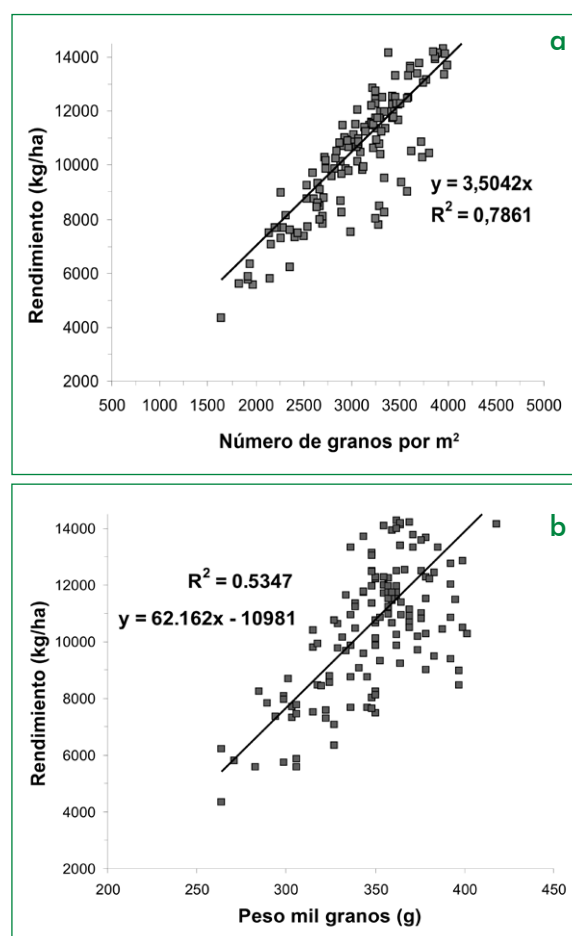 a
14000
12000
10000
8000
6000
4000
2000
Rendimiento (kg/ha)
y = 3,5042x
R² = 0,7861
500 1000 1500 2000 2500 3000 3500 4000 4500 5000
Número de granos por m²
b
14000
12000
10000
8000
6000
4000
2000
0
Rendimiento (kg/ha)
R² = 0.5347
y = 62.162x - 10981
200 250 300 350 400 450
Peso mil granos (g)